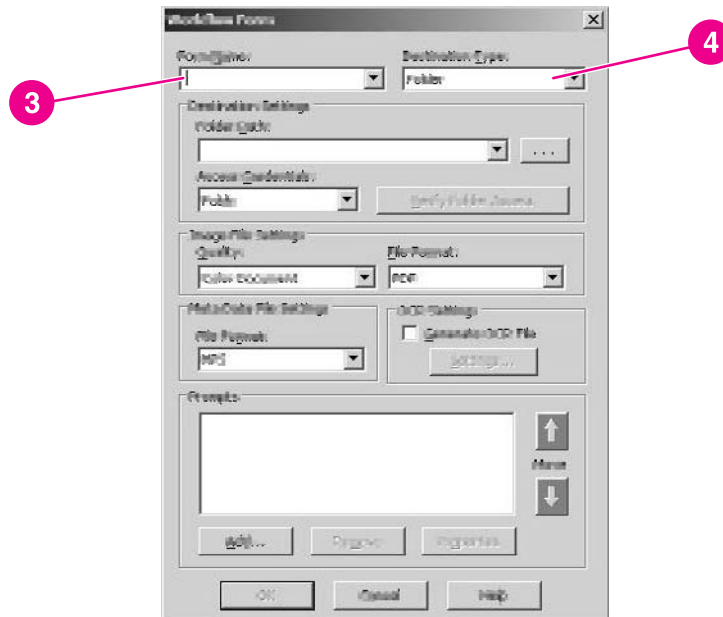 Workflow Form
Form Name:
Destination Type:
4
Folder
3
Destination Settings
Folder Path:
...
Access Credentials:
Public
Verify Folder Access
Image File Settings
Quality:
File Format:
Color Document
PDF
MetaData File Settings
OCR Settings
File Format:
Generate OCR File
HPS
Settings...
Prompts
Move
Add...
Remove
Properties
OK
Cancel
Help